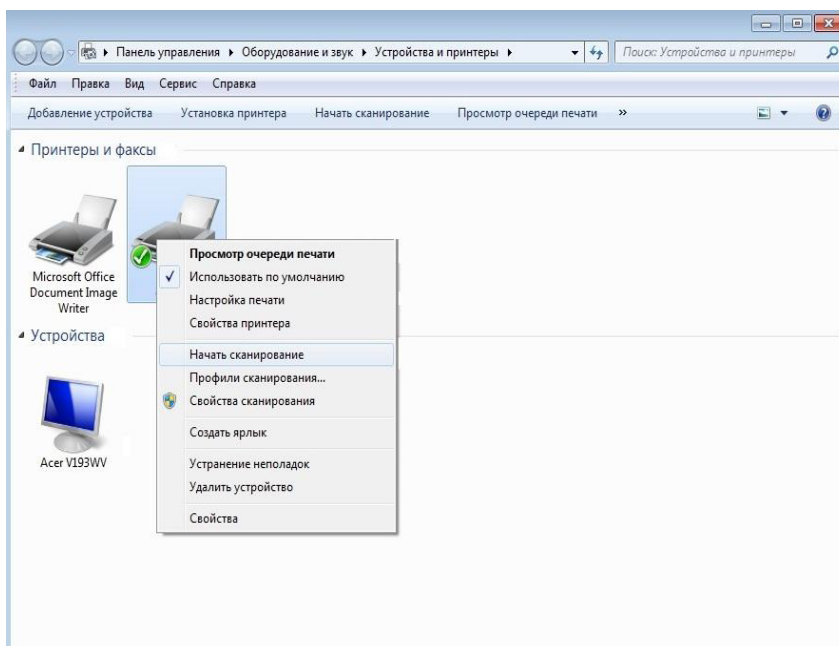 Панель управления ▸ Оборудование и звук ▸ Устройства и принтеры ▸ Поиск: Устройства и принтеры
Файл Правка Вид Сервис Справка
Добавление устройства Установка принтера Начать сканирование Просмотр очереди печати »
Принтеры и факсы
Microsoft Office
Document Image
Writer
Просмотр очереди печати
Использовать по умолчанию
Настройка печати
Свойства принтера
Начать сканирование
Профили сканирования...
Свойства сканирования
Создать ярлык
Устранение неполадок
Удалить устройство
Свойства
Устройства
Acer V193WV